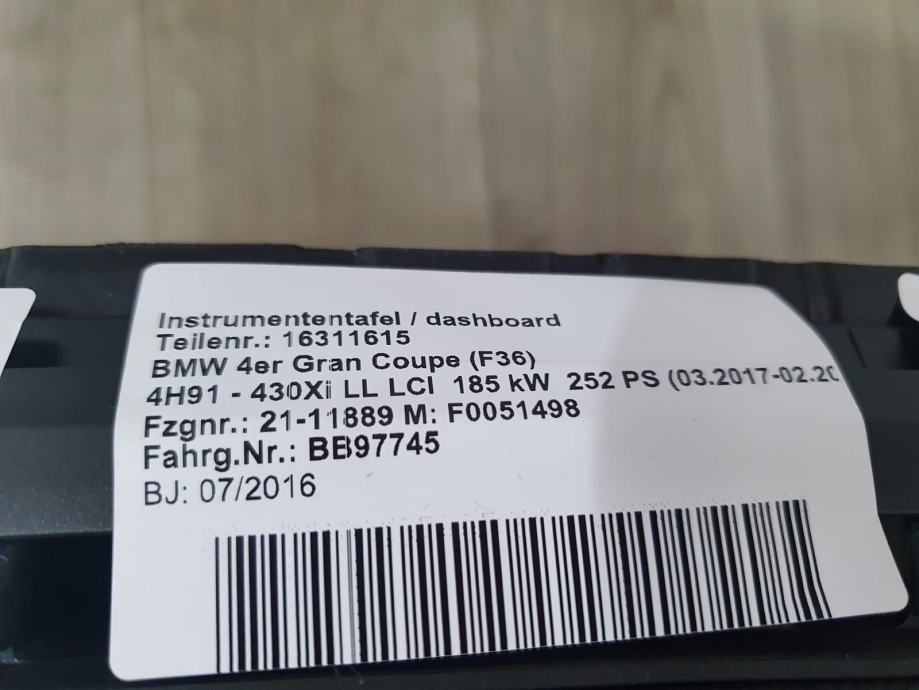 Instrumententafel / dashboard
Teilenr.: 16311615
BMW 4er Gran Coupe (F36)
4H91 - 430Xi LL LCI 185 kW 252 PS (03.2017-02.20
Fzgnr.: 21-11889 M: F0051498
Fahrg.Nr.: BB97745
BJ: 07/2016